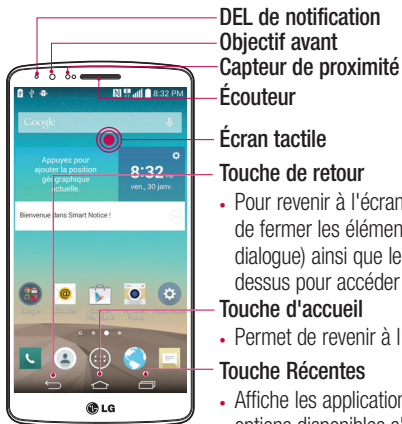 DEL de notification
Objectif avant
Capteur de proximité
Écouteur
Écran tactile
Touche de retour
• Pour revenir à l'écran
de fermer les élémen
dialogue) ainsi que le
dessus pour accéder
Touche d'accueil
• Permet de revenir à l
Touche Récentes
• Affiche les application
8:32 PM
Google
Appuyez pour
ajouter la position
géographique
actuelle.
8:32
ven., 30 janv.
Bienvenue dans Smart Notice !
LG